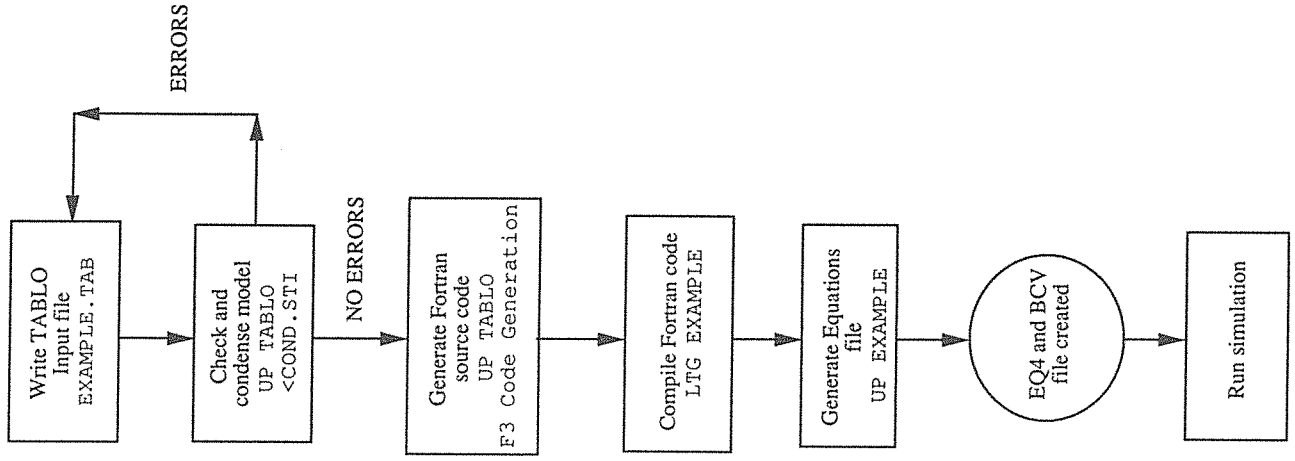 Write TABLO
Input file
EXAMPLE.TAB
ERRORS
Check and
condense model
UP TABLO
<COND.STI
NO ERRORS
Generate Fortran
source code
UP TABLO
F3 Code Generation
Compile Fortran code
LTG EXAMPLE
Generate Equations
file
UP EXAMPLE
EQ4 and BCV
file created
Run simulation